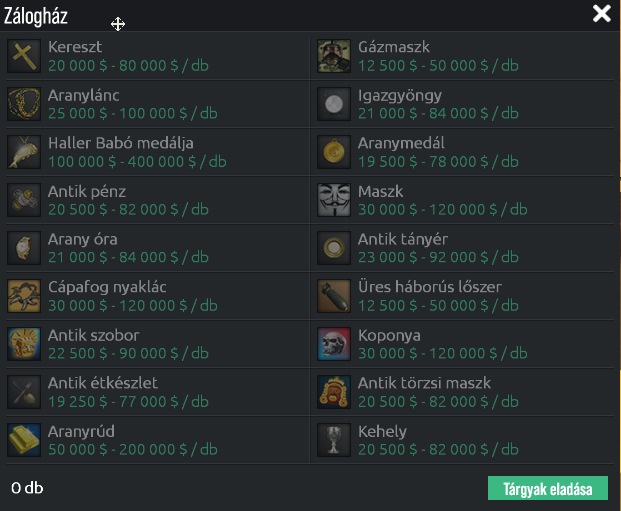 Zálogház
Kereszt
20 000 $ - 80 000 $ / db
Gázmaszk
12 500 $ - 50 000 $ / db
Aranylánc
25 000 $ - 100 000 $ / db
Igazgyöngy
21 000 $ - 84 000 $ / db
Haller Babó medálja
100 000 $ - 400 000 $ / db
Aranymedál
19 500 $ - 78 000 $ / db
Antik pénz
20 500 $ - 82 000 $ / db
Maszk
30 000 $ - 120 000 $ / db
Arany óra
21 000 $ - 84 000 $ / db
Antik tányér
23 000 $ - 92 000 $ / db
Cápafog nyaklác
30 000 $ - 120 000 $ / db
Üres háborús lőszer
12 500 $ - 50 000 $ / db
Antik szobor
22 500 $ - 90 000 $ / db
Koponya
30 000 $ - 120 000 $ / db
Antik étkészlet
19 250 $ - 77 000 $ / db
Antik törzsi maszk
20 500 $ - 82 000 $ / db
Aranyrúd
50 000 $ - 200 000 $ / db
Kehely
20 500 $ - 82 000 $ / db
0 db
Tárgyak eladása